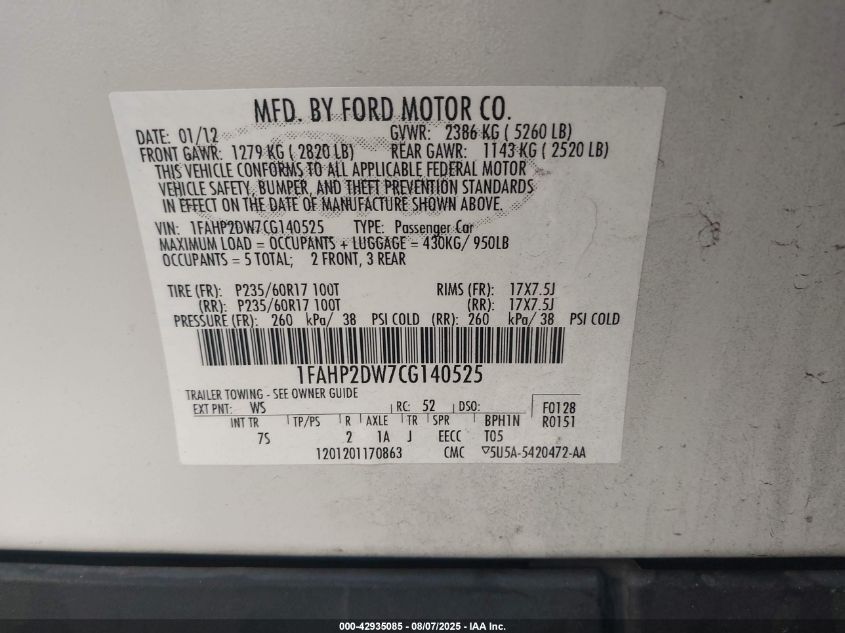 MFD. BY FORD MOTOR CO.
DATE: 01/12 GVWR: 2386 KG ( 5260 LB)
FRONT GAWR: 1279 KG ( 2820 LB) REAR GAWR: 1143 KG ( 2520 LB)
THIS VEHICLE CONFORMS TO ALL APPLICABLE FEDERAL MOTOR
VEHICLE SAFETY, BUMPER, AND THEFT PREVENTION STANDARDS
IN EFFECT ON THE DATE OF MANUFACTURE SHOWN ABOVE.
VIN: 1FAHP2DW7CG140525 TYPE: Passenger Car
MAXIMUM LOAD = OCCUPANTS + LUGGAGE = 430KG/ 950LB
OCCUPANTS = 5 TOTAL; 2 FRONT, 3 REAR
TIRE (FR): P235/60R17 100T RIMS (FR): 17X7.5J
(RR): P235/60R17 100T (RR): 17X7.5J
PRESSURE (FR): 260 kPa/ 38 PSI COLD (RR): 260 kPa/ 38 PSI COLD
1FAHP2DW7CG140525
TRAILER TOWING - SEE OWNER GUIDE
EXT PNT: WS RC: 52 DSO: F0128
INT TR TP/PS R AXLE TR SPR BPH1N R0151
7S 2 1A J EECC T05
1201201170863 CMC ▽5U5A-5420472-AA
000-42935085 - 08/07/2025 - IAA Inc.